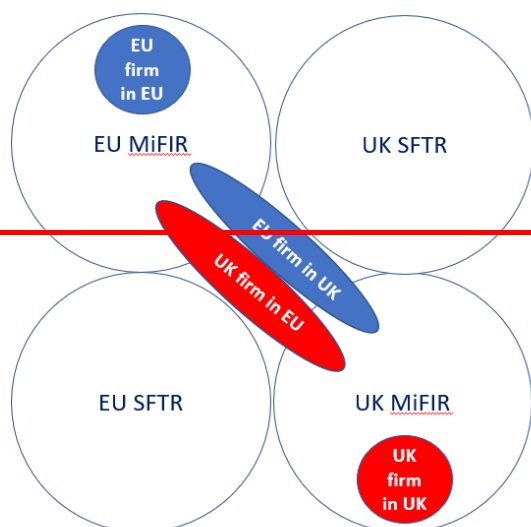 EU
firm
in EU
EU MiFIR
UK SFTR
EU firm in UK
UK firm in EU
EU SFTR
UK MiFIR
UK
firm
in UK